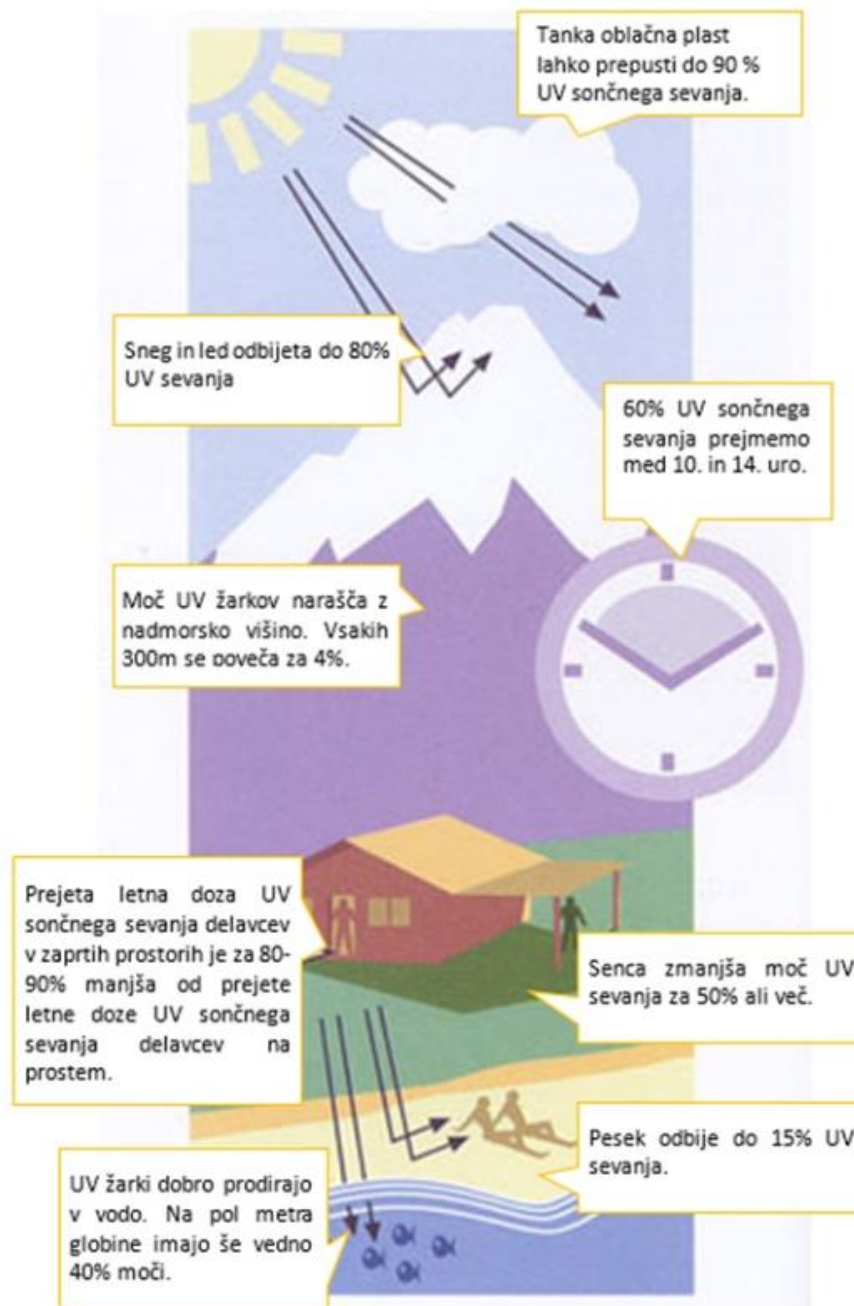 Tanka oblačna plast
lahko prepusti do 90 %
UV sončnega sevanja.
Sneg in led odbijeta do 80%
UV sevanja
60% UV sončnega
sevanja prejmemo
med 10. in 14. uro.
Moč UV žarkov narašča z
nadmorsko višino. Vsakih
300m se poveča za 4%.
Prejeta letna doza UV
sončnega sevanja delavcev
v zaprtih prostorih je za 80-
90% manjša od prejete
letne doze UV sončnega
sevanja delavcev na
prostem.
Senca zmanjša moč UV
sevanja za 50% ali več.
Pesek odbije do 15% UV
sevanja.
UV žarki dobro prodirajo
v vodo. Na pol metra
globine imajo še vedno
40% moči.